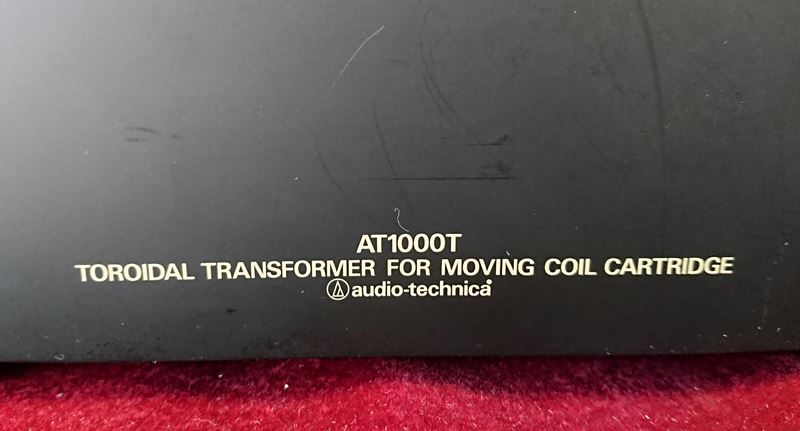 AT1000T
TOROIDAL TRANSFORMER FOR MOVING COIL CARTRIDGE
audio-technica